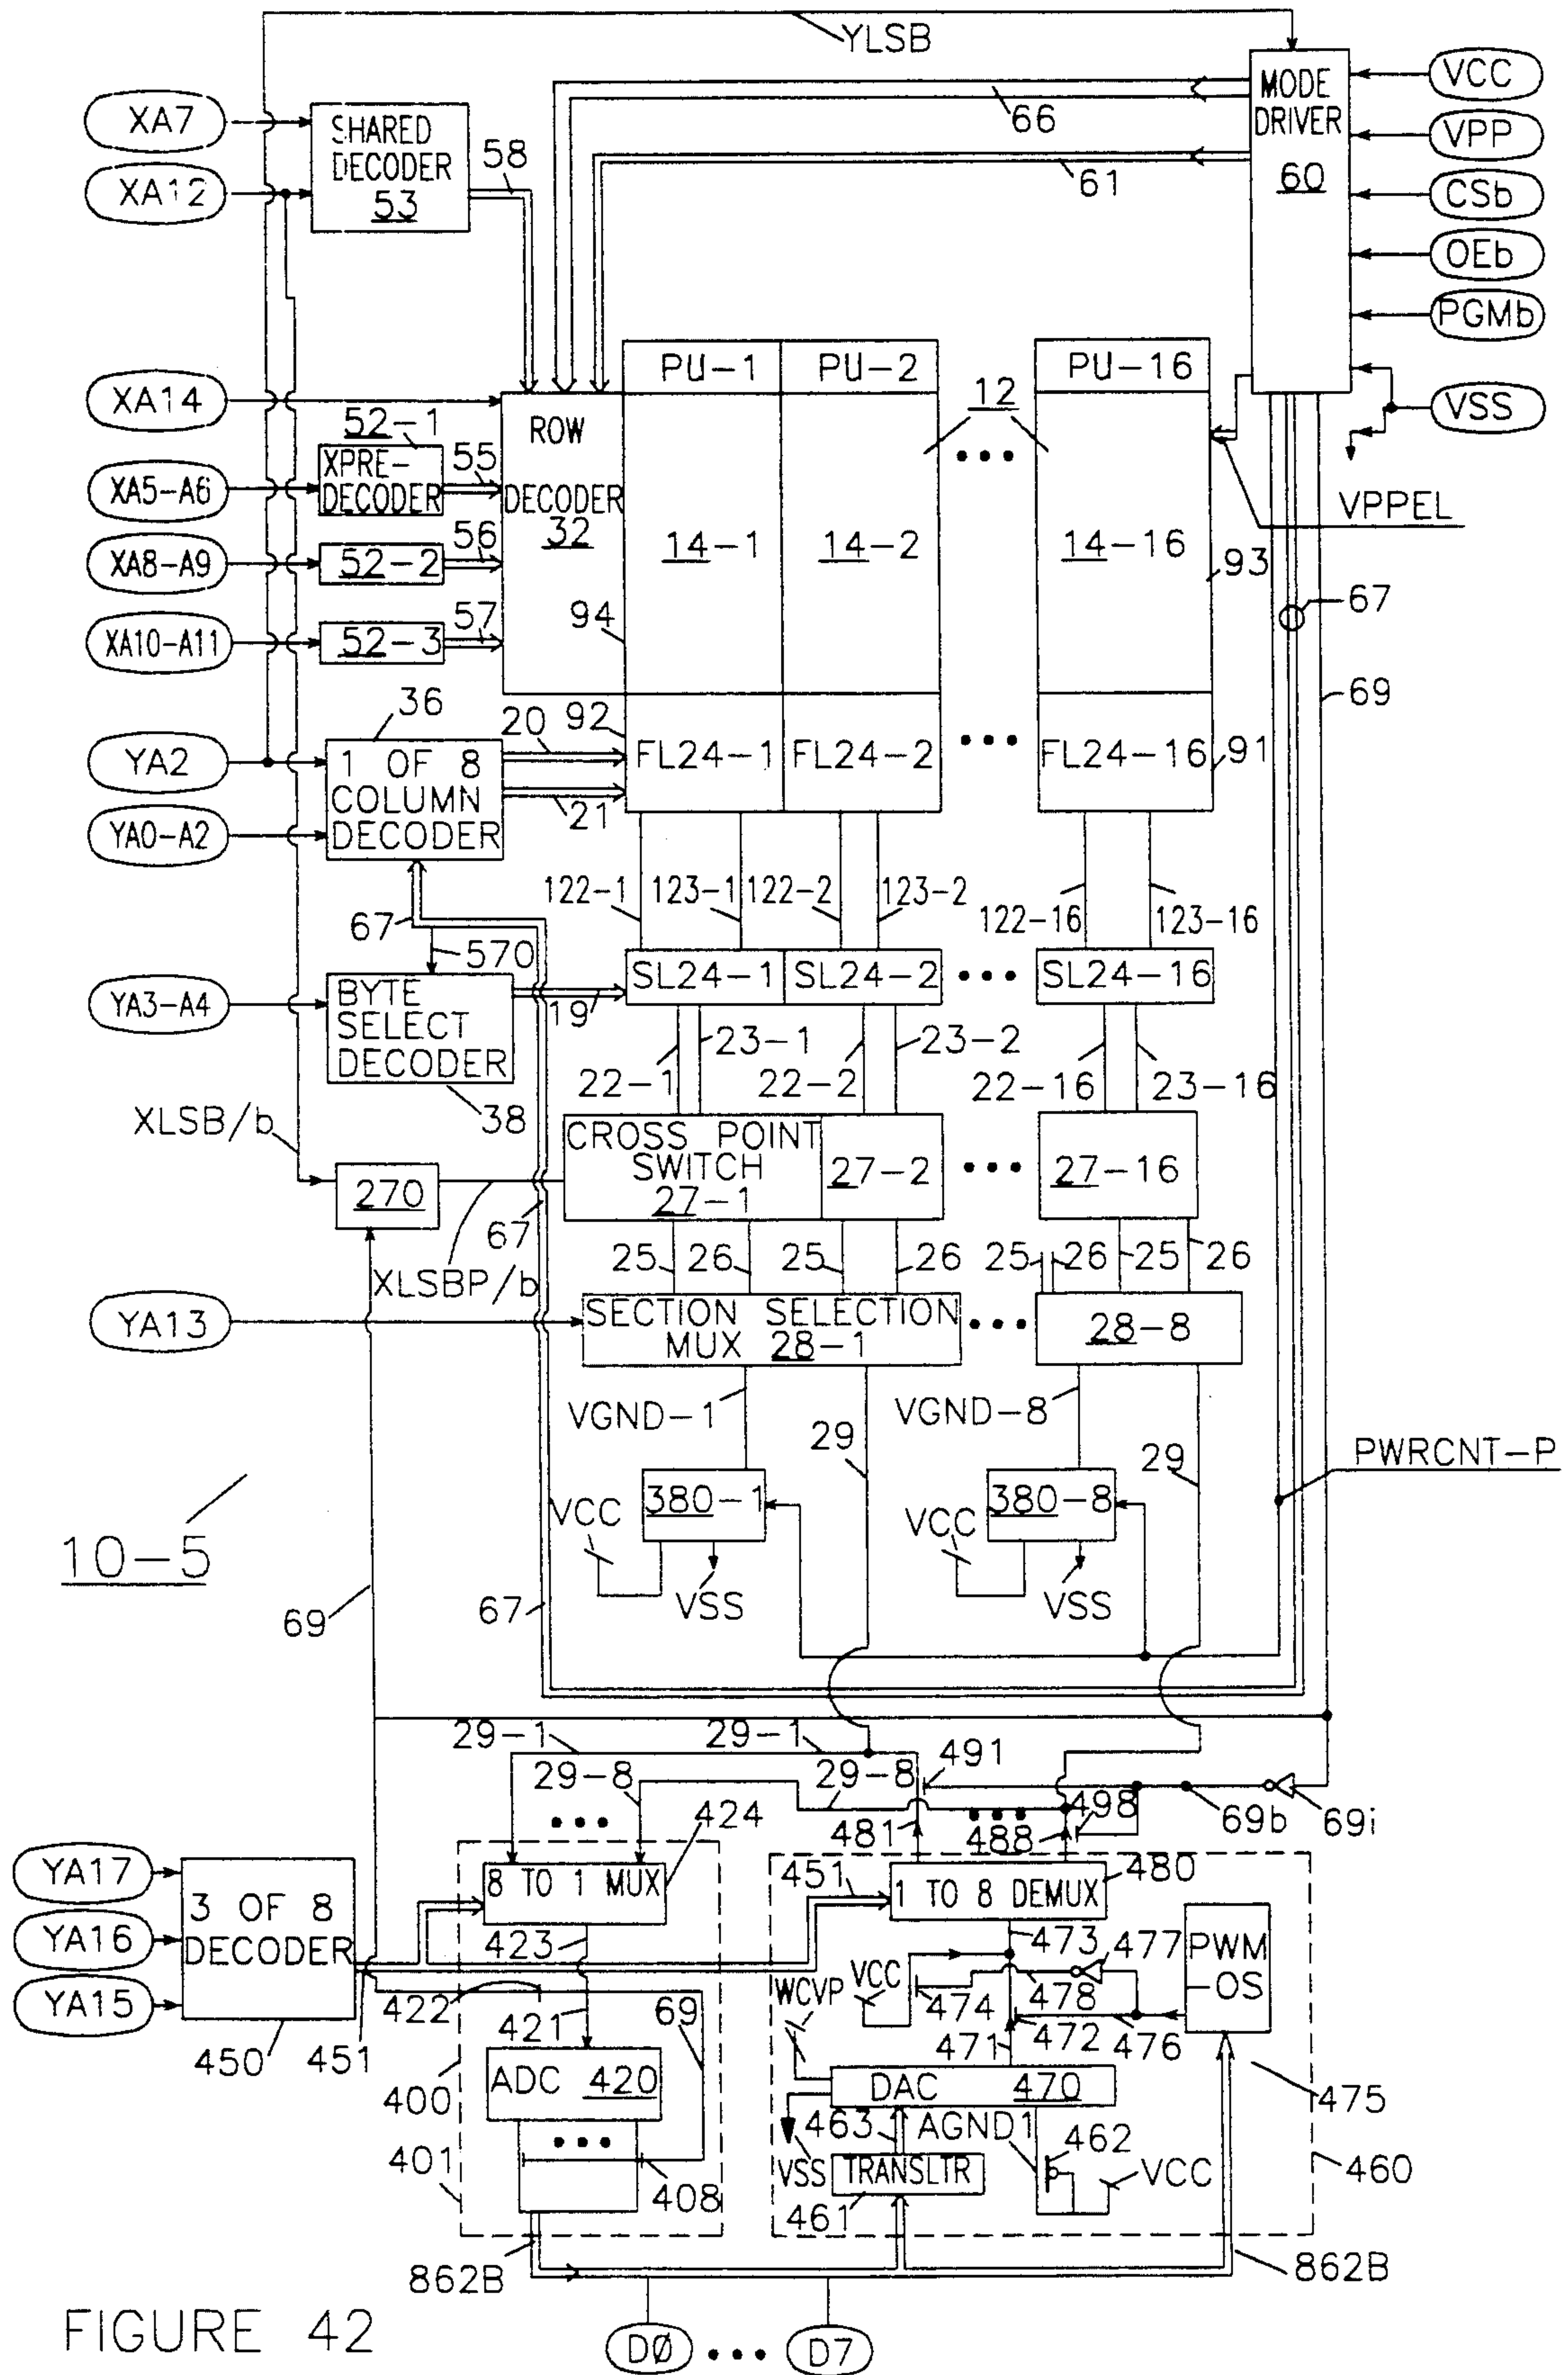 YLSB
XA7
SHARED
DECODER
53
58
66
61
MODE
DRIVER
60
VCC
VPP
CSb
OEb
PGMb
VSS
XA12
XA14
52-1
XPRE-
DECODER
55
XA5-A6
XA8-A9
52-2
56
XA10-A11
52-3
57
ROW
DECODER
32
PU-1
PU-2
PU-16
12
14-1
14-2
14-16
VPPEL
93
94
67
69
36
20
92
YA2
1 OF 8
COLUMN
DECODER
YA0-A2
21
FL24-1
FL24-2
FL24-16
91
122-1
123-1
122-2
123-2
122-16
123-16
67
570
YA3-A4
BYTE
SELECT
DECODER
19
38
SL24-1
SL24-2
SL24-16
23-1
23-2
22-1
22-2
22-16
23-16
XLSB/b
270
CROSS POINT
SWITCH
27-1
27-2
27-16
67
XLSBP/b
25
26
25
26
25
26
25
26
YA13
SECTION SELECTION
MUX 28-1
28-8
VGND-1
VGND-8
29
29
PWRCNT-P
VCC
380-1
VCC
380-8
VSS
VSS
10-5
69
67
29-1
29-1
29-8
29-8
491
498
69b
69i
424
481
488
YA17
YA16
YA15
3 OF 8
DECODER
450
451
8 TO 1 MUX
451
1 TO 8 DEMUX
480
423
473
477
PWM
-OS
VCC
WCVP
474
478
422
421
69
471
472
476
400
ADC 420
DAC 470
475
463
AGND1
462
401
408
VSS
TRANSLTR
461
VCC
460
862B
862B
FIGURE 42
DØ
D7